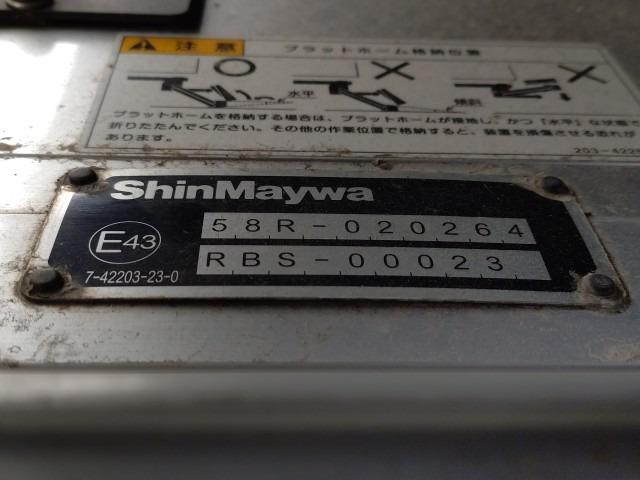 注意 プラットホーム格納位置
水平 傾斜
プラットホームを格納する場合は、プラットホームが接地し、かつ「水平」な状態で
折りたたんでください。その他の作業位置で格納すると、装置を損傷させる恐れが
あります。
203-4225
ShinMaywa
E43
58R-020264
RBS-00023
7-42203-23-0